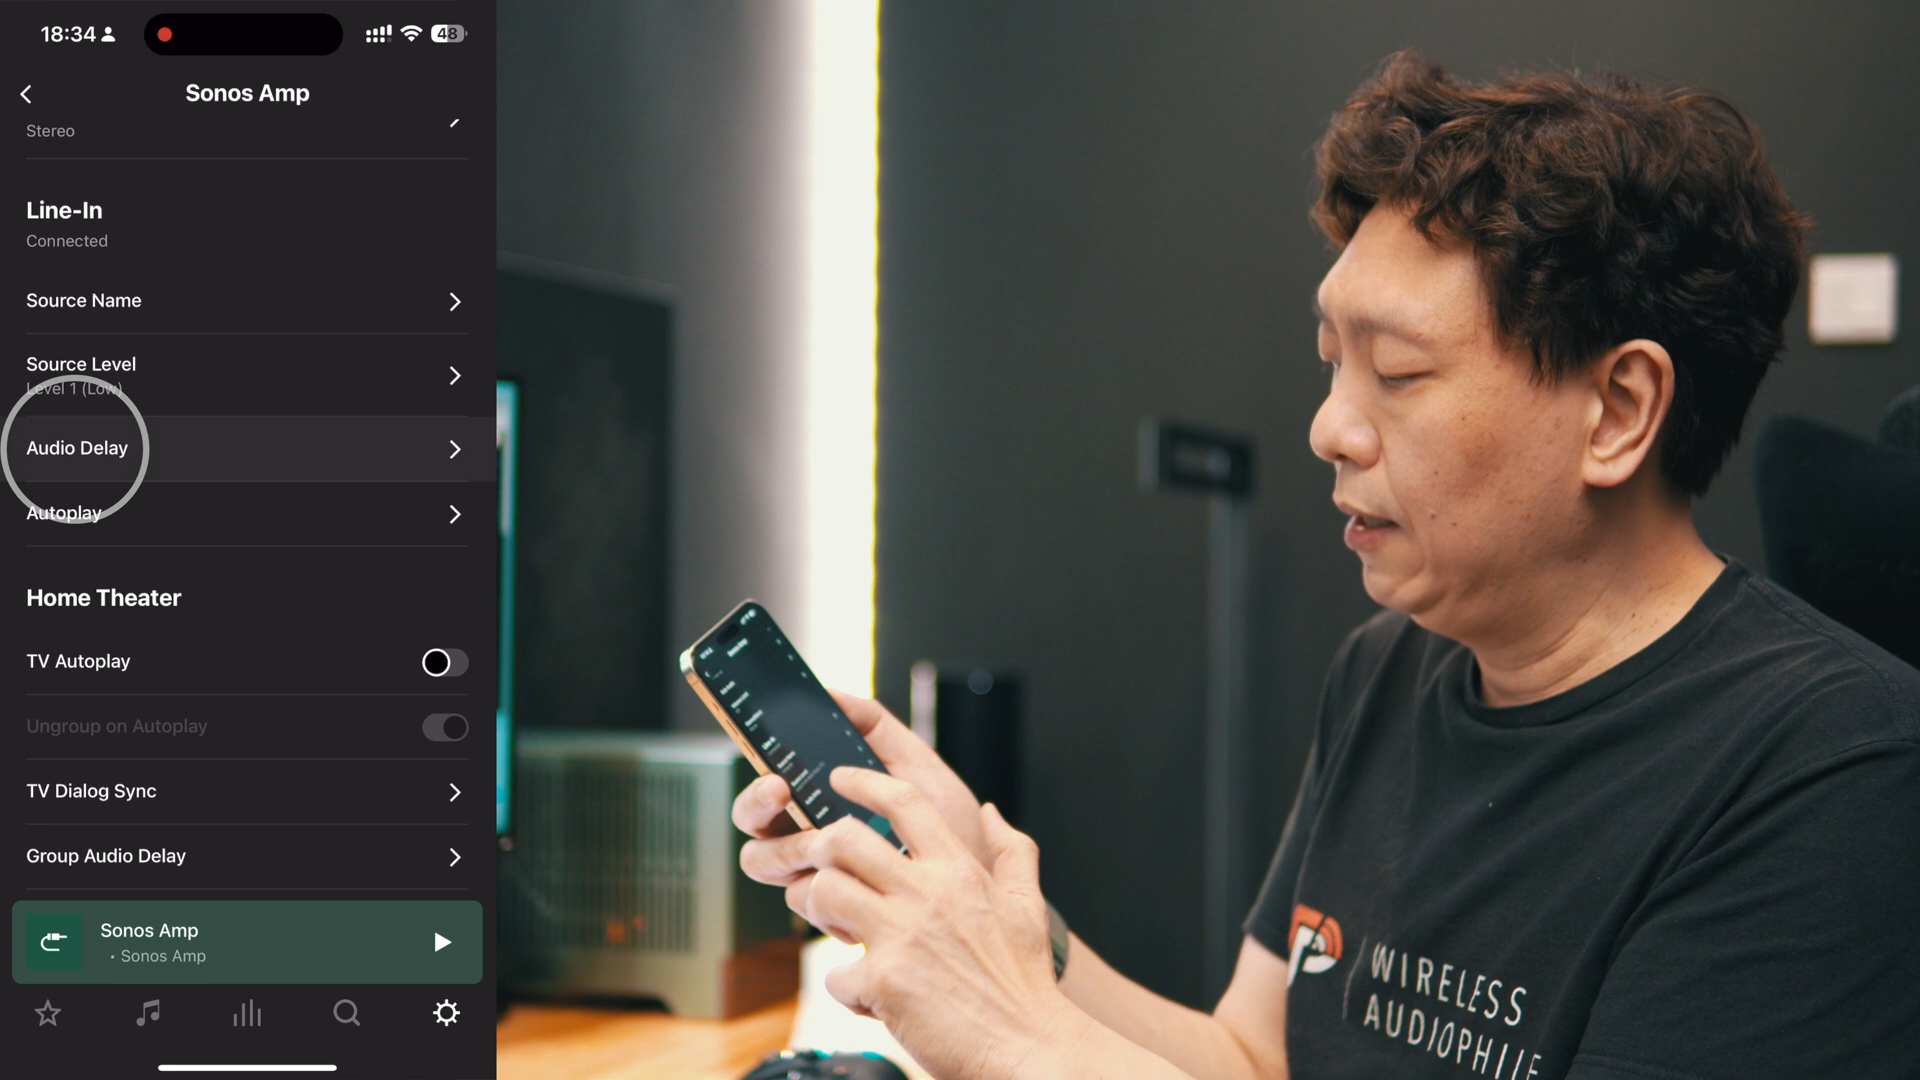 18:34
48
Sonos Amp
Stereo
Line-In
Connected
Source Name
Source Level
Level 1 (Low)
Audio Delay
Autoplay
Home Theater
TV Autoplay
Ungroup on Autoplay
TV Dialog Sync
Group Audio Delay
Sonos Amp
• Sonos Amp
WIRELESS
AUDIOPHILE